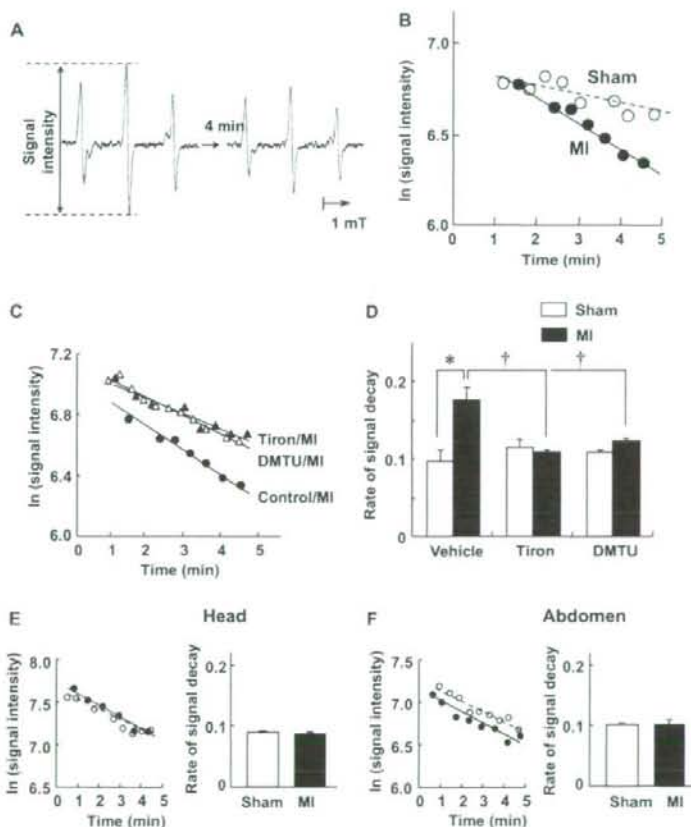 A
Signal
intensity
4 min
1 mT
B
ln (signal intensity)
7.0
6.5
6.0
Sham
MI
0 1 2 3 4 5
Time (min)
C
ln (signal intensity)
7.2
6.8
6.4
6.0
Tiron/MI
DMTU/MI
Control/MI
0 1 2 3 4 5
Time (min)
D
Sham
MI
Rate of signal decay
0.2
0.1
0
* † †
Vehicle Tiron DMTU
E
Head
ln (signal intensity)
8.0
7.5
7.0
6.5
0 1 2 3 4 5
Time (min)
Rate of signal decay
0.2
0.1
0
Sham MI
F
Abdomen
ln (signal intensity)
7.5
7.0
6.5
6.0
0 1 2 3 4 5
Time (min)
Rate of signal decay
0.2
0.1
0
Sham MI